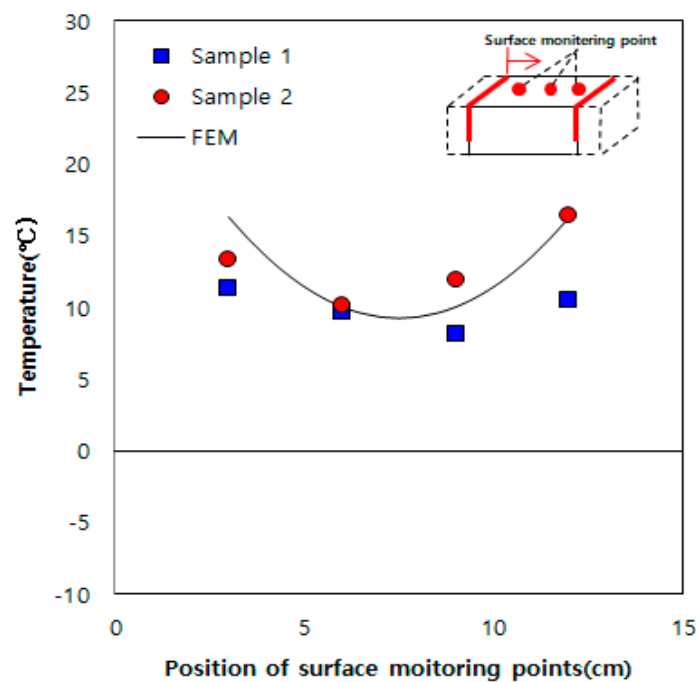 30
25
20
15
10
5
0
-5
-10
Temperature(℃)
Sample 1
Sample 2
FEM
Surface monitering point
0 5 10 15
Position of surface moitoring points(cm)